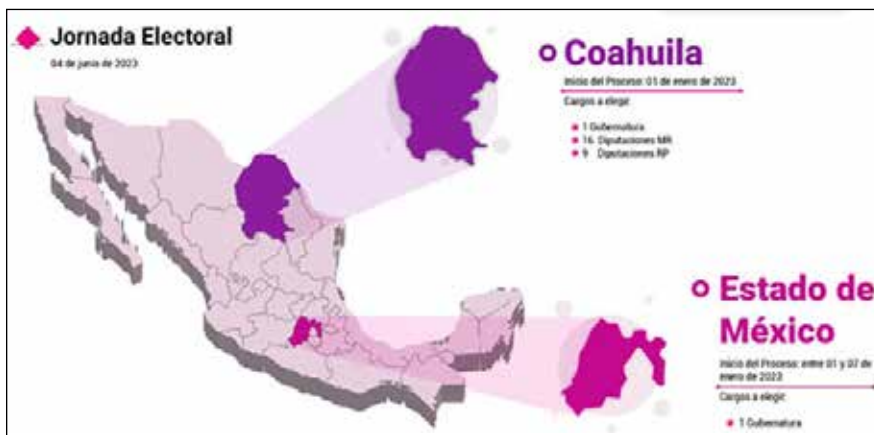 Jornada Electoral
04 de junio de 2023
Coahuila
Inicio del Proceso: 01 de enero de 2023
Cargos a elegir:
1 Gubernatura
16 Diputaciones MR
9 Diputaciones RP
Estado de
México
Inicio del Proceso: entre 01 y 07 de
enero de 2023
Cargos a elegir:
1 Gubernatura